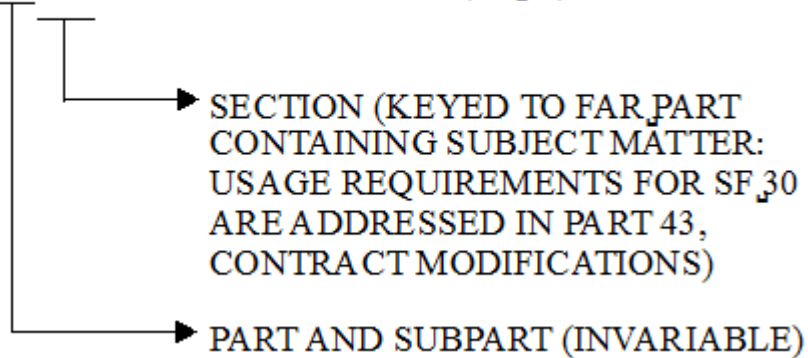 SECTION (KEYED TO FAR PART
CONTAINING SUBJECT MATTER:
USAGE REQUIREMENTS FOR SF 30
ARE ADDRESSED IN PART 43,
CONTRACT MODIFICATIONS)
PART AND SUBPART (INVARIABLE)